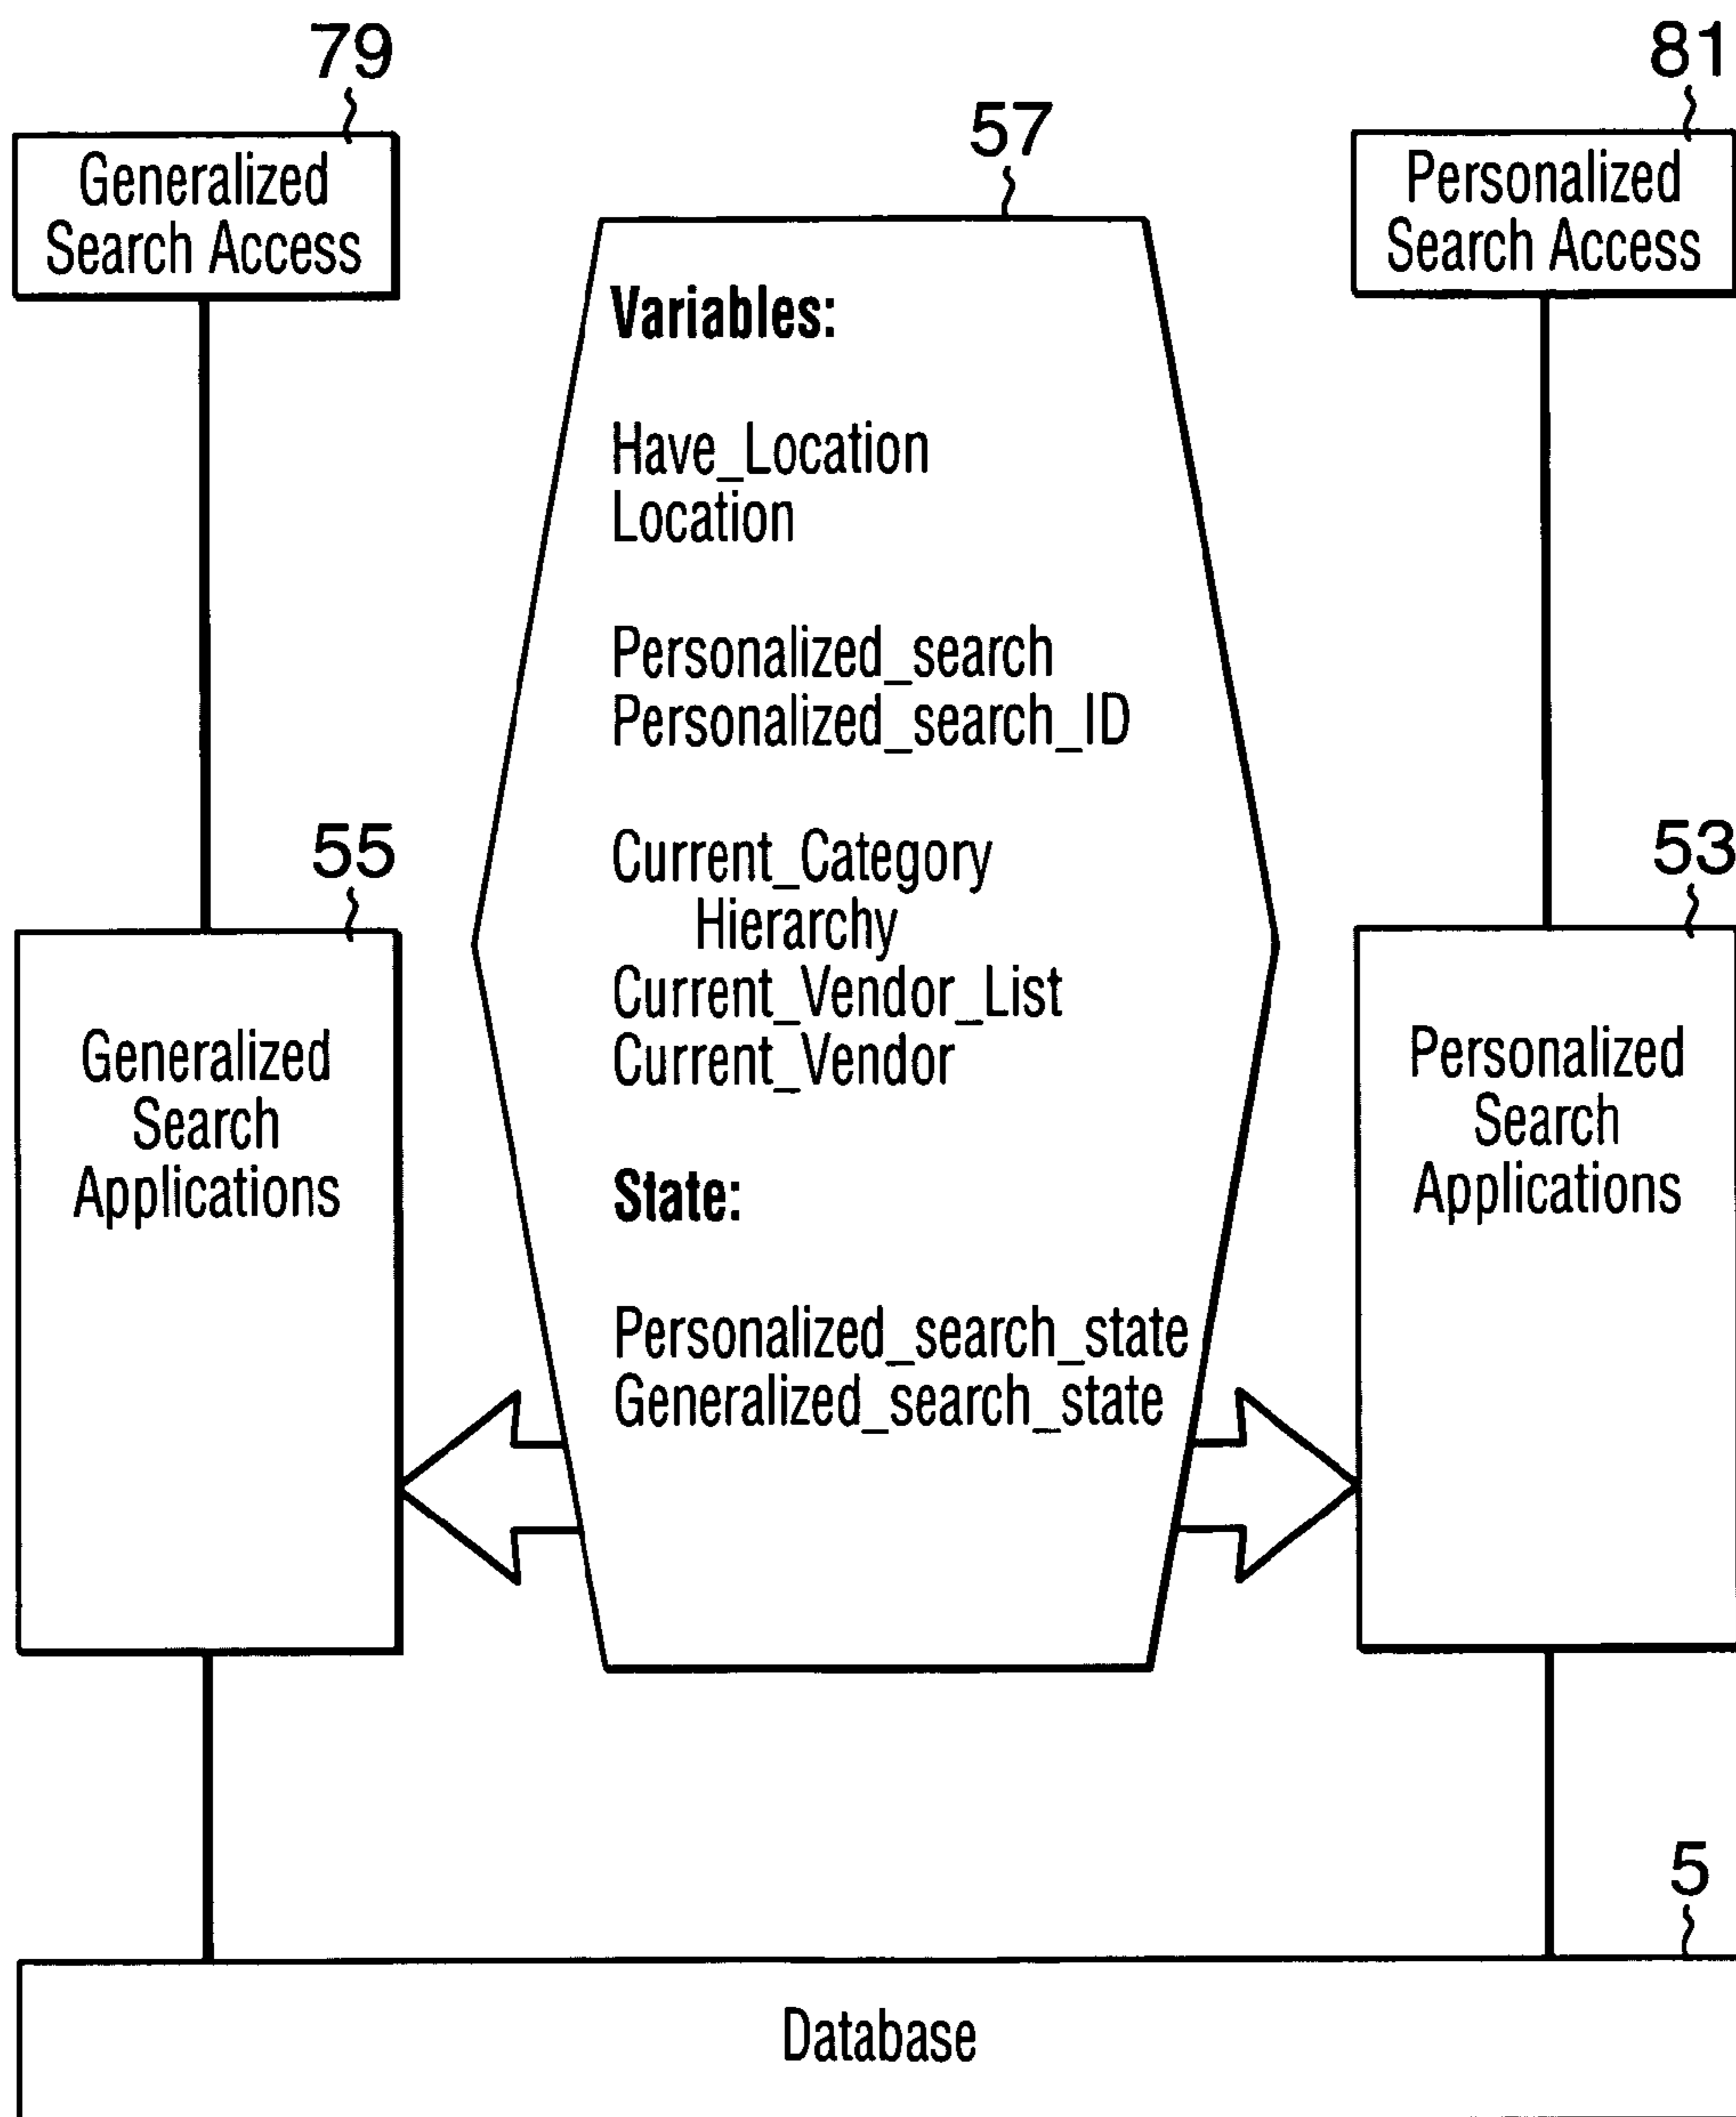 79
Generalized
Search Access
81
Personalized
Search Access
57
Variables:
Have_Location
Location
Personalized_search
Personalized_search_ID
Current_Category
Hierarchy
Current_Vendor_List
Current_Vendor
State:
Personalized_search_state
Generalized_search_state
55
Generalized
Search
Applications
53
Personalized
Search
Applications
5
Database